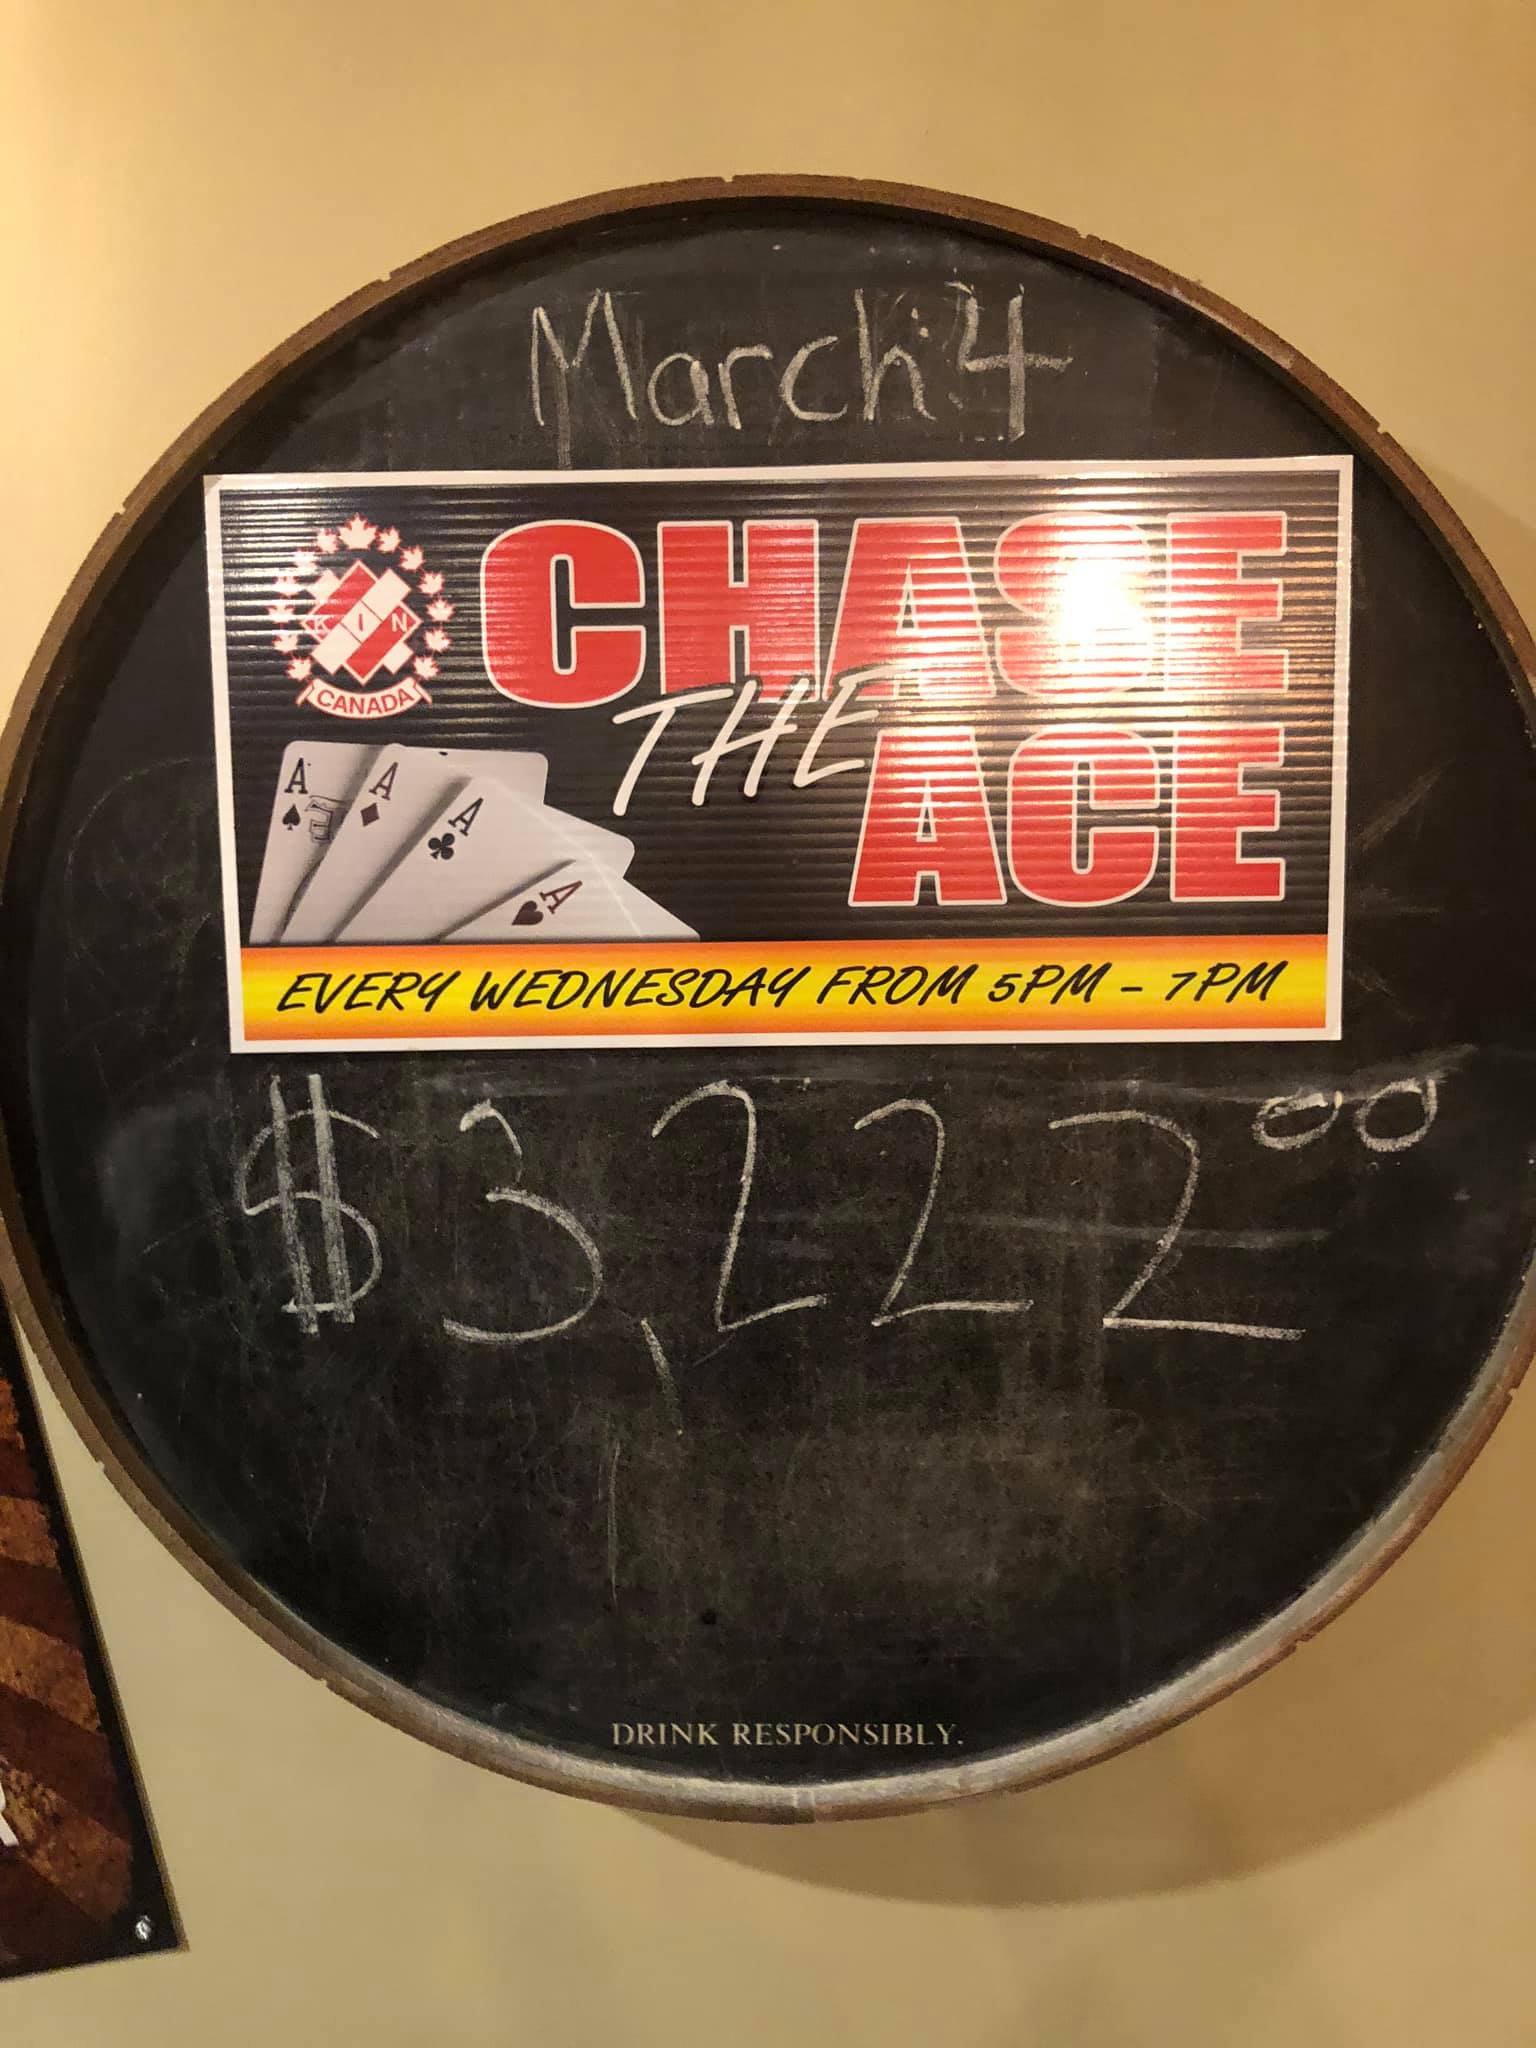 March 4
KIN
CANADA
CHASE
THE
ACE
A
A
A
A
EVERY WEDNESDAY FROM 5PM - 7PM
$3,222.00
DRINK RESPONSIBLY.